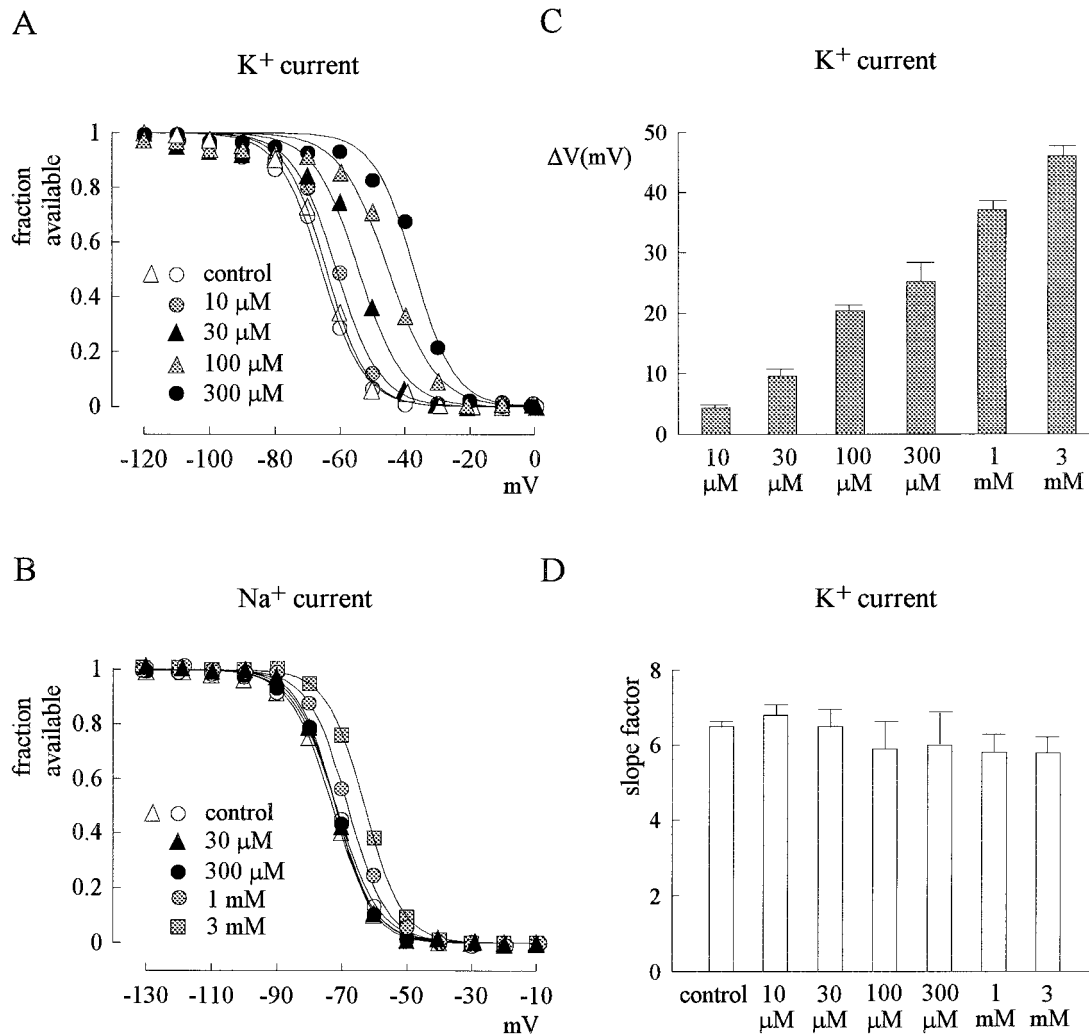 A
K+ current
fraction
available
1
0.8
0.6
0.4
0.2
0
control
10 μM
30 μM
100 μM
300 μM
-120 -100 -80 -60 -40 -20 0
mV
B
Na+ current
fraction
available
1
0.8
0.6
0.4
0.2
0
control
30 μM
300 μM
1 mM
3 mM
-130 -110 -90 -70 -50 -30 -10
mV
C
K+ current
ΔV(mV)
50
40
30
20
10
0
10 30 100 300 1 3
μM μM μM μM mM mM
D
K+ current
slope factor
8
6
4
2
0
control 10 30 100 300 1 3
μM μM μM μM mM mM